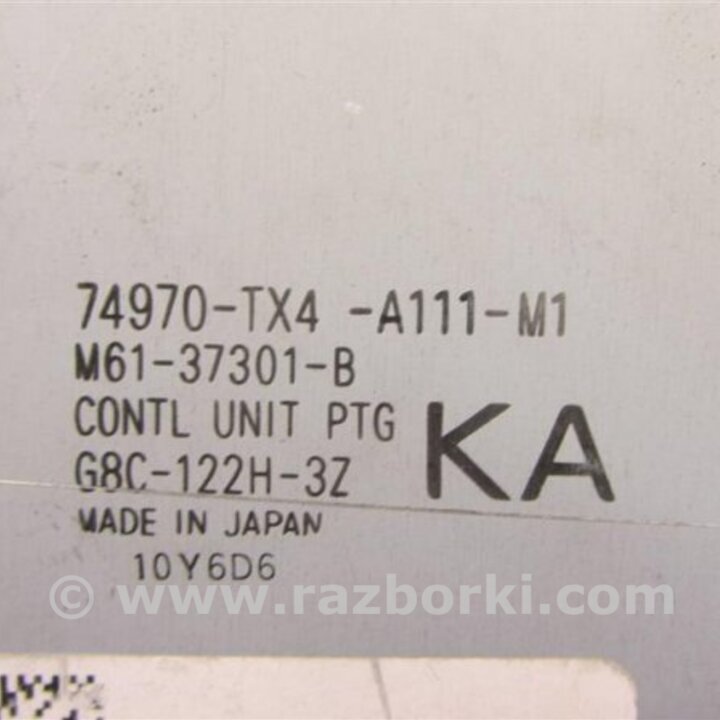 74970-TX4 -A111-M1
M61-37301-B
CONTL UNIT PTG
KA
G8C-122H-3Z
MADE IN JAPAN
10Y6D6
© www.razborki.com